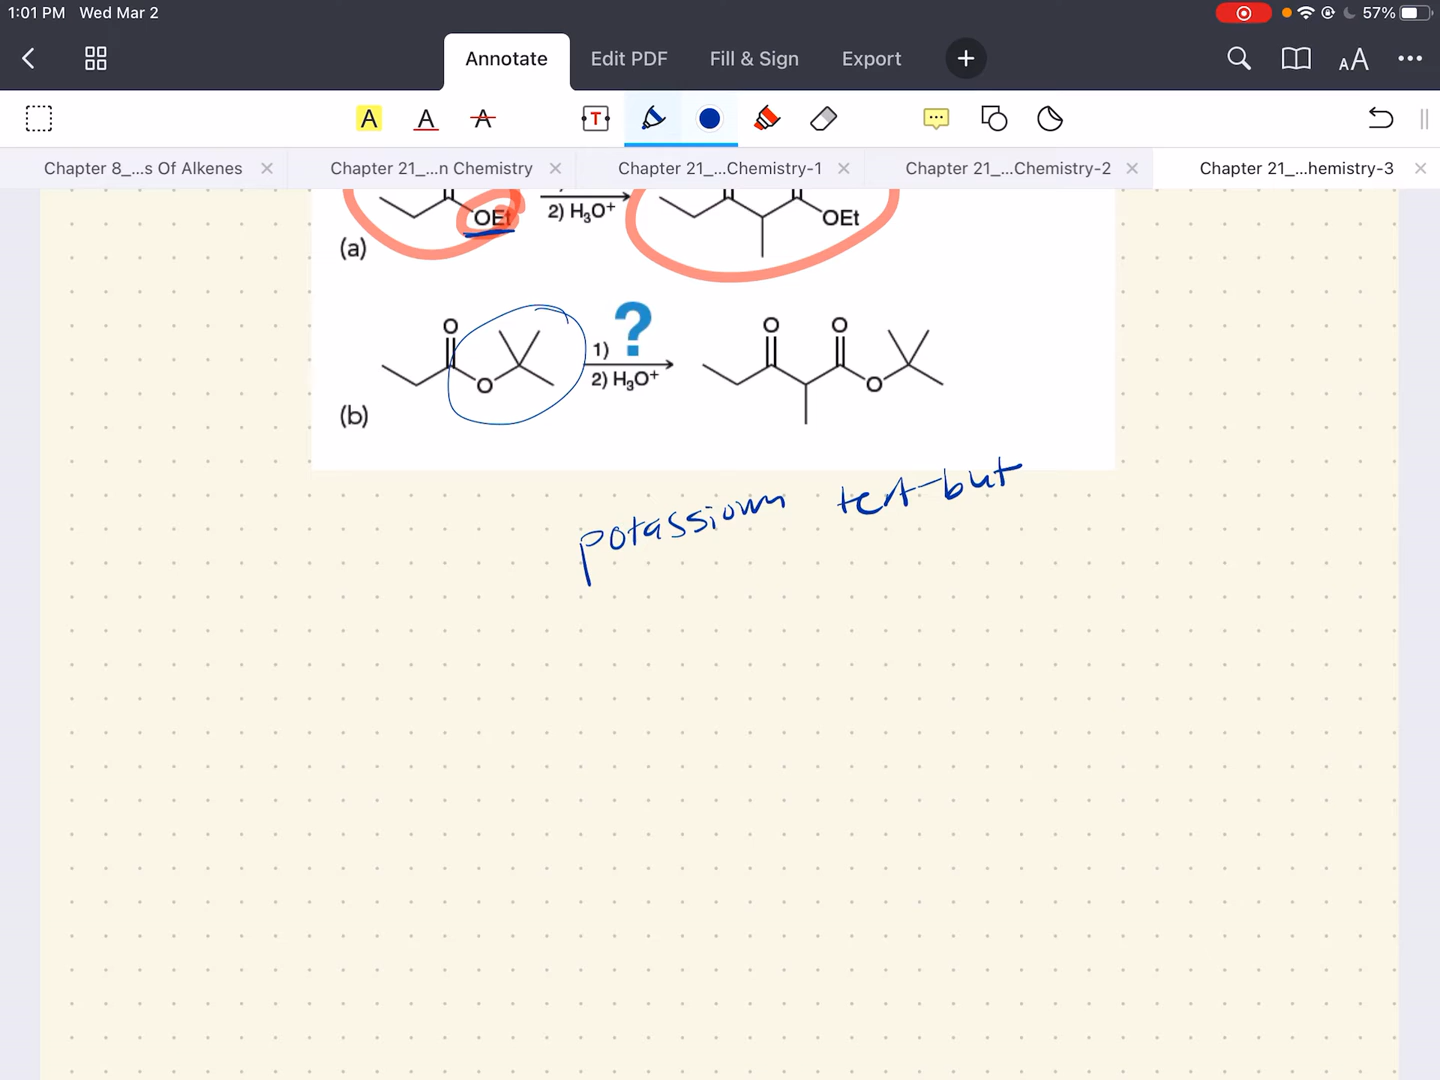 1:01 PM Wed Mar 2 57%
Annotate Edit PDF Fill & Sign Export +
A A A T AA
Chapter 8_...s Of Alkenes × Chapter 21_...n Chemistry × Chapter 21_...Chemistry-1 × Chapter 21_...Chemistry-2 × Chapter 21_...hemistry-3 ×
OEt 2) H₃O⁺ OEt
(a)
O 1) ? O O
O 2) H₃O⁺ O
(b)
potassium tert-but